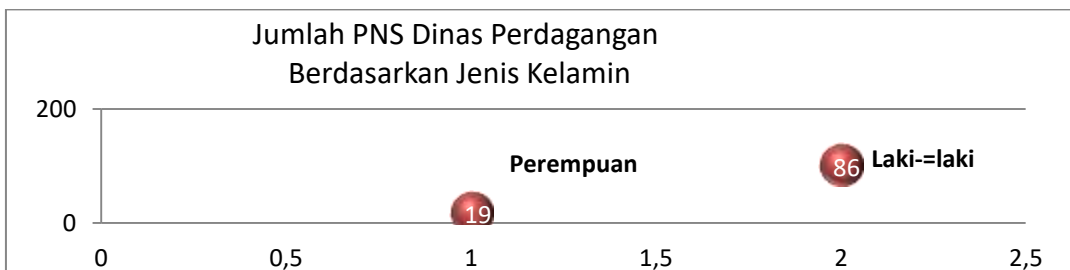 Jumlah PNS Dinas Perdagangan
Berdasarkan Jenis Kelamin
200
Perempuan
86 Laki-=laki
19
0
0 0,5 1 1,5 2 2,5